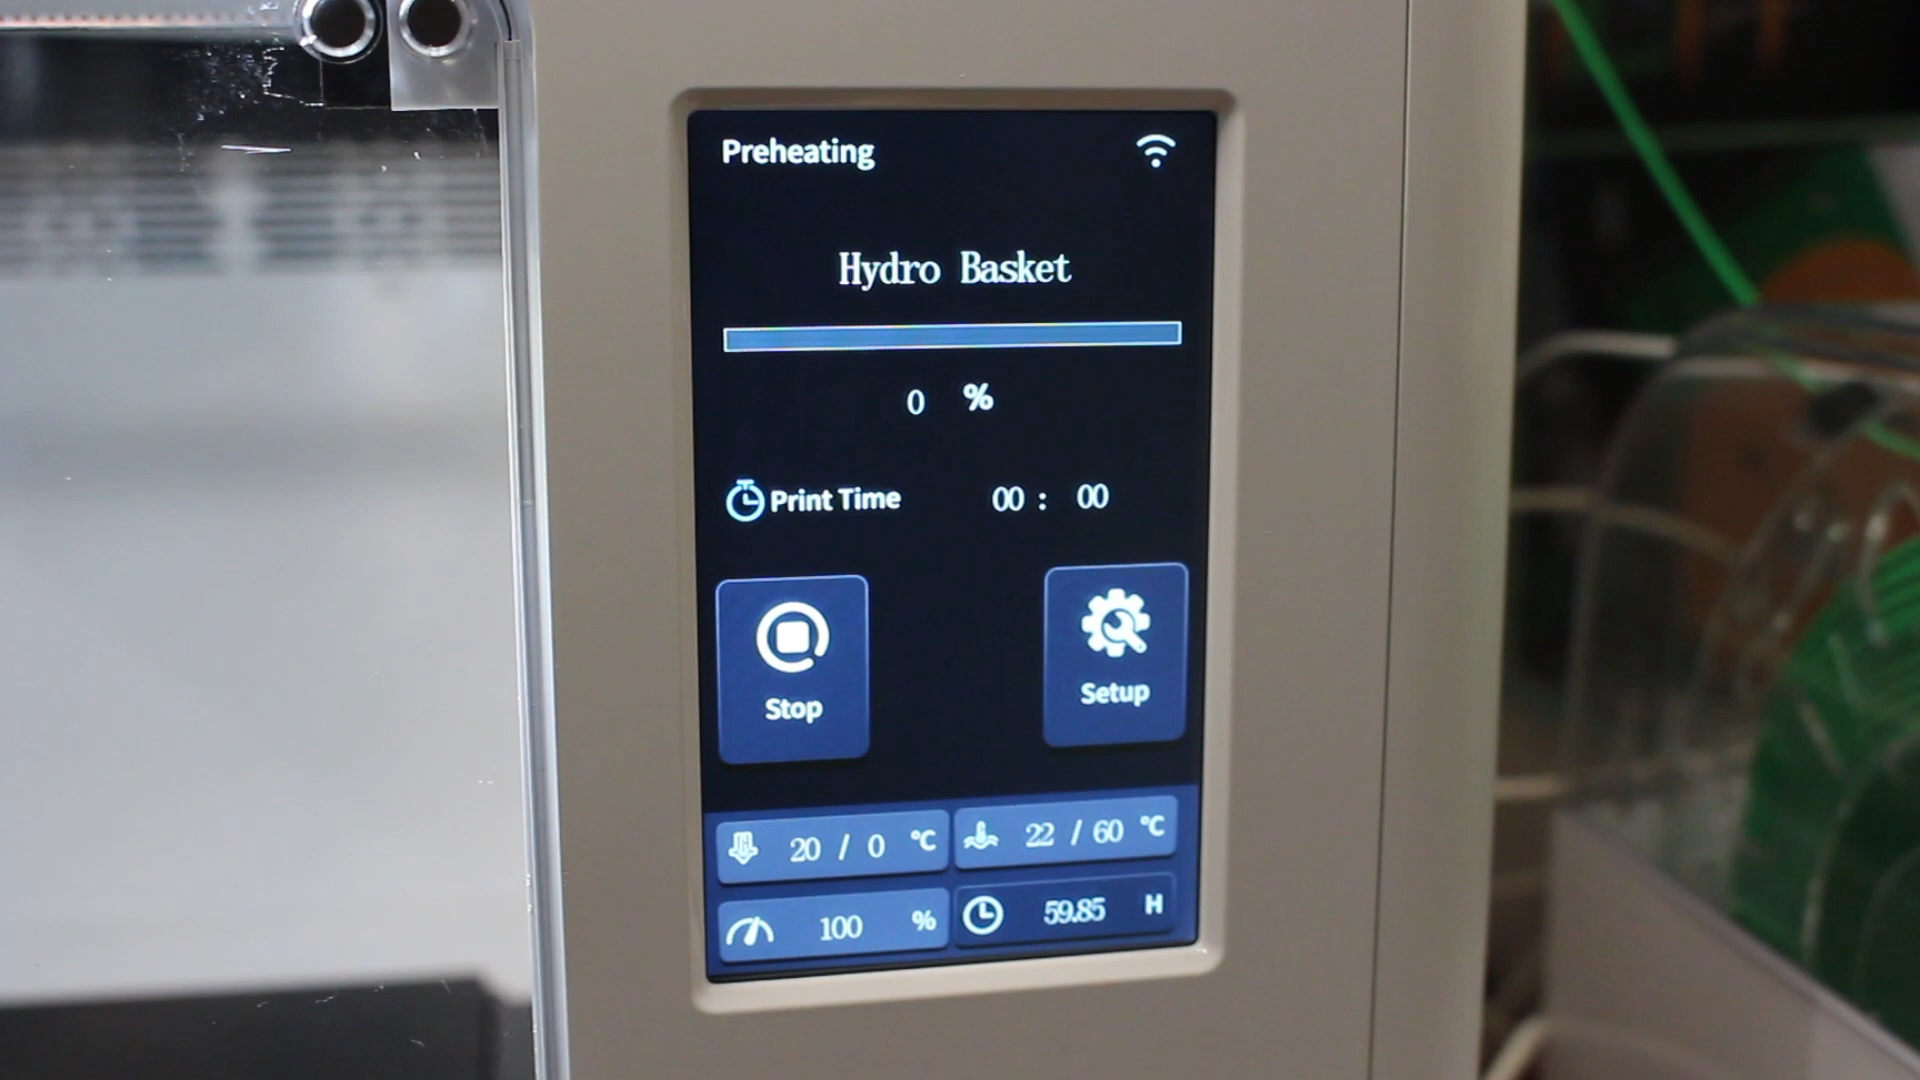 Preheating
Hydro Basket
0 %
Print Time 00 : 00
Stop
Setup
20 / 0 °C
22 / 60 °C
100 %
59.85 H